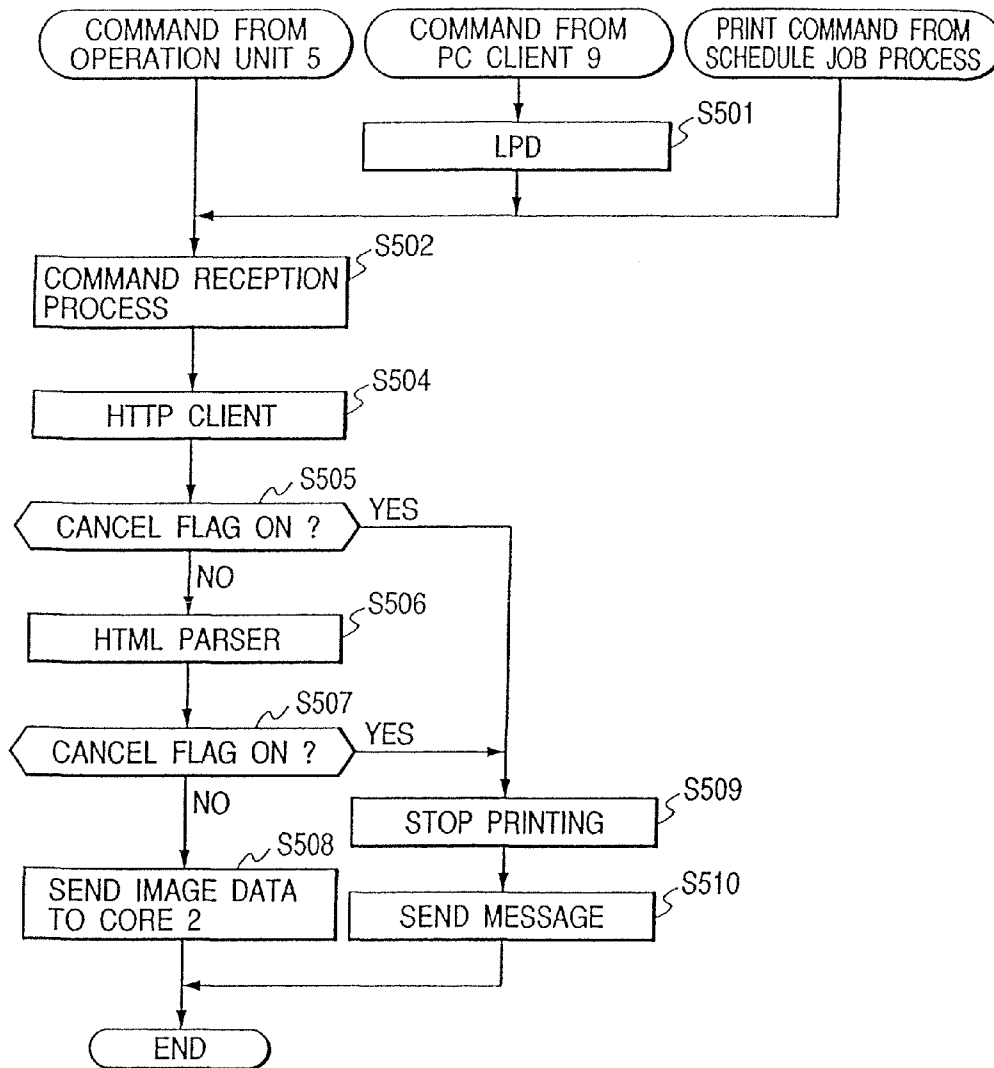 COMMAND FROM
OPERATION UNIT 5
COMMAND FROM
PC CLIENT 9
PRINT COMMAND FROM
SCHEDULE JOB PROCESS
S501
LPD
S502
COMMAND RECEPTION
PROCESS
S504
HTTP CLIENT
S505
CANCEL FLAG ON ?
YES
NO
S506
HTML PARSER
S507
CANCEL FLAG ON ?
YES
NO
S509
STOP PRINTING
S508
SEND IMAGE DATA
TO CORE 2
S510
SEND MESSAGE
END